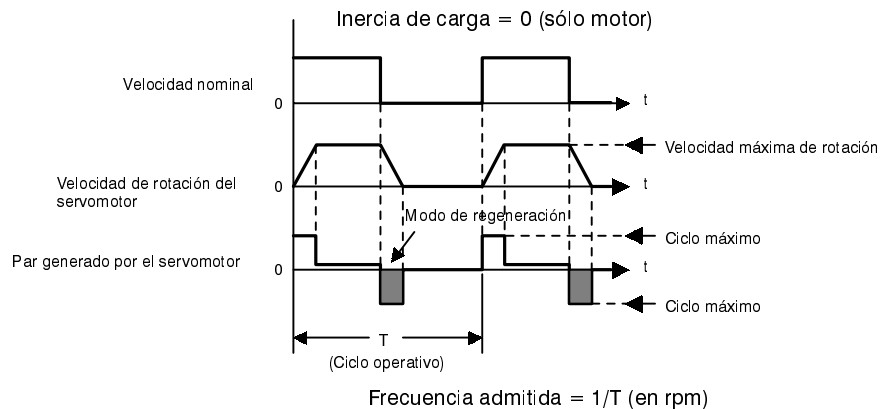 Inercia de carga = 0 (sólo motor)
Velocidad nominal
0
t
Velocidad máxima de rotación
Velocidad de rotación del
servomotor
0
t
Modo de regeneración
Ciclo máximo
Par generado por el servomotor
0
t
Ciclo máximo
T
(Ciclo operativo)
Frecuencia admitida = 1/T (en rpm)